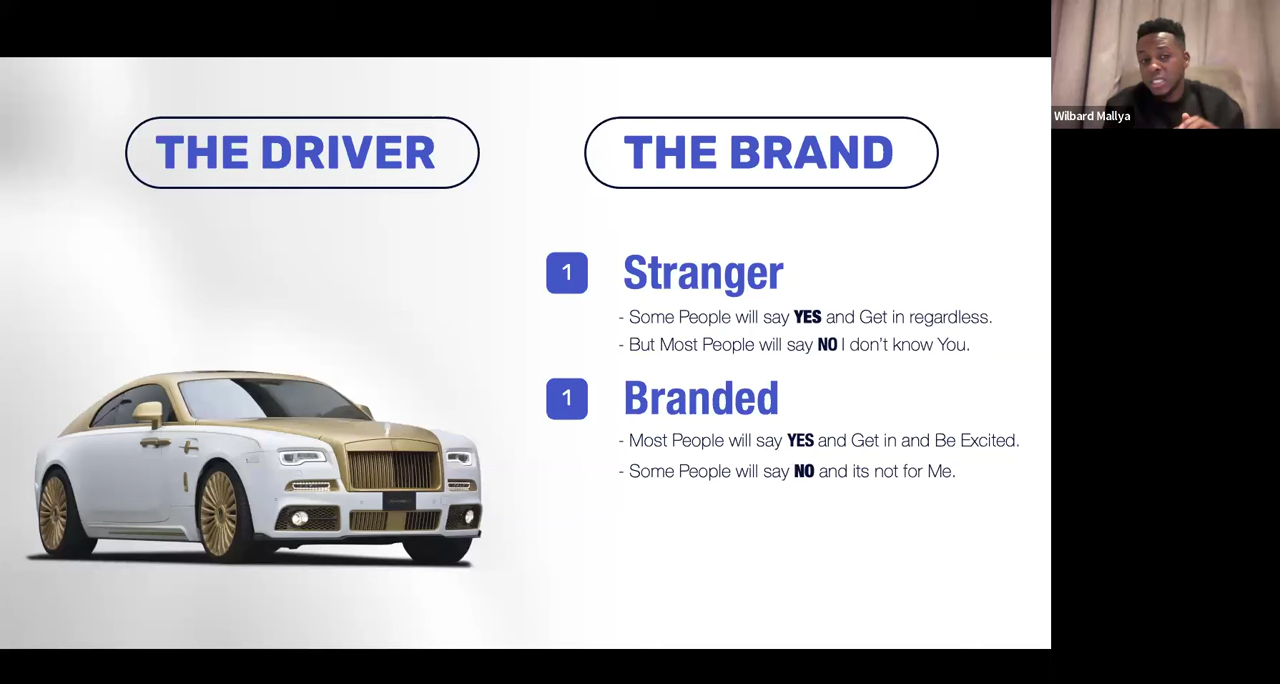 THE DRIVER
THE BRAND
1 Stranger
- Some People will say YES and Get in regardless.
- But Most People will say NO I don't know You.
1 Branded
- Most People will say YES and Get in and Be Excited.
- Some People will say NO and its not for Me.
Wilbard Mallya